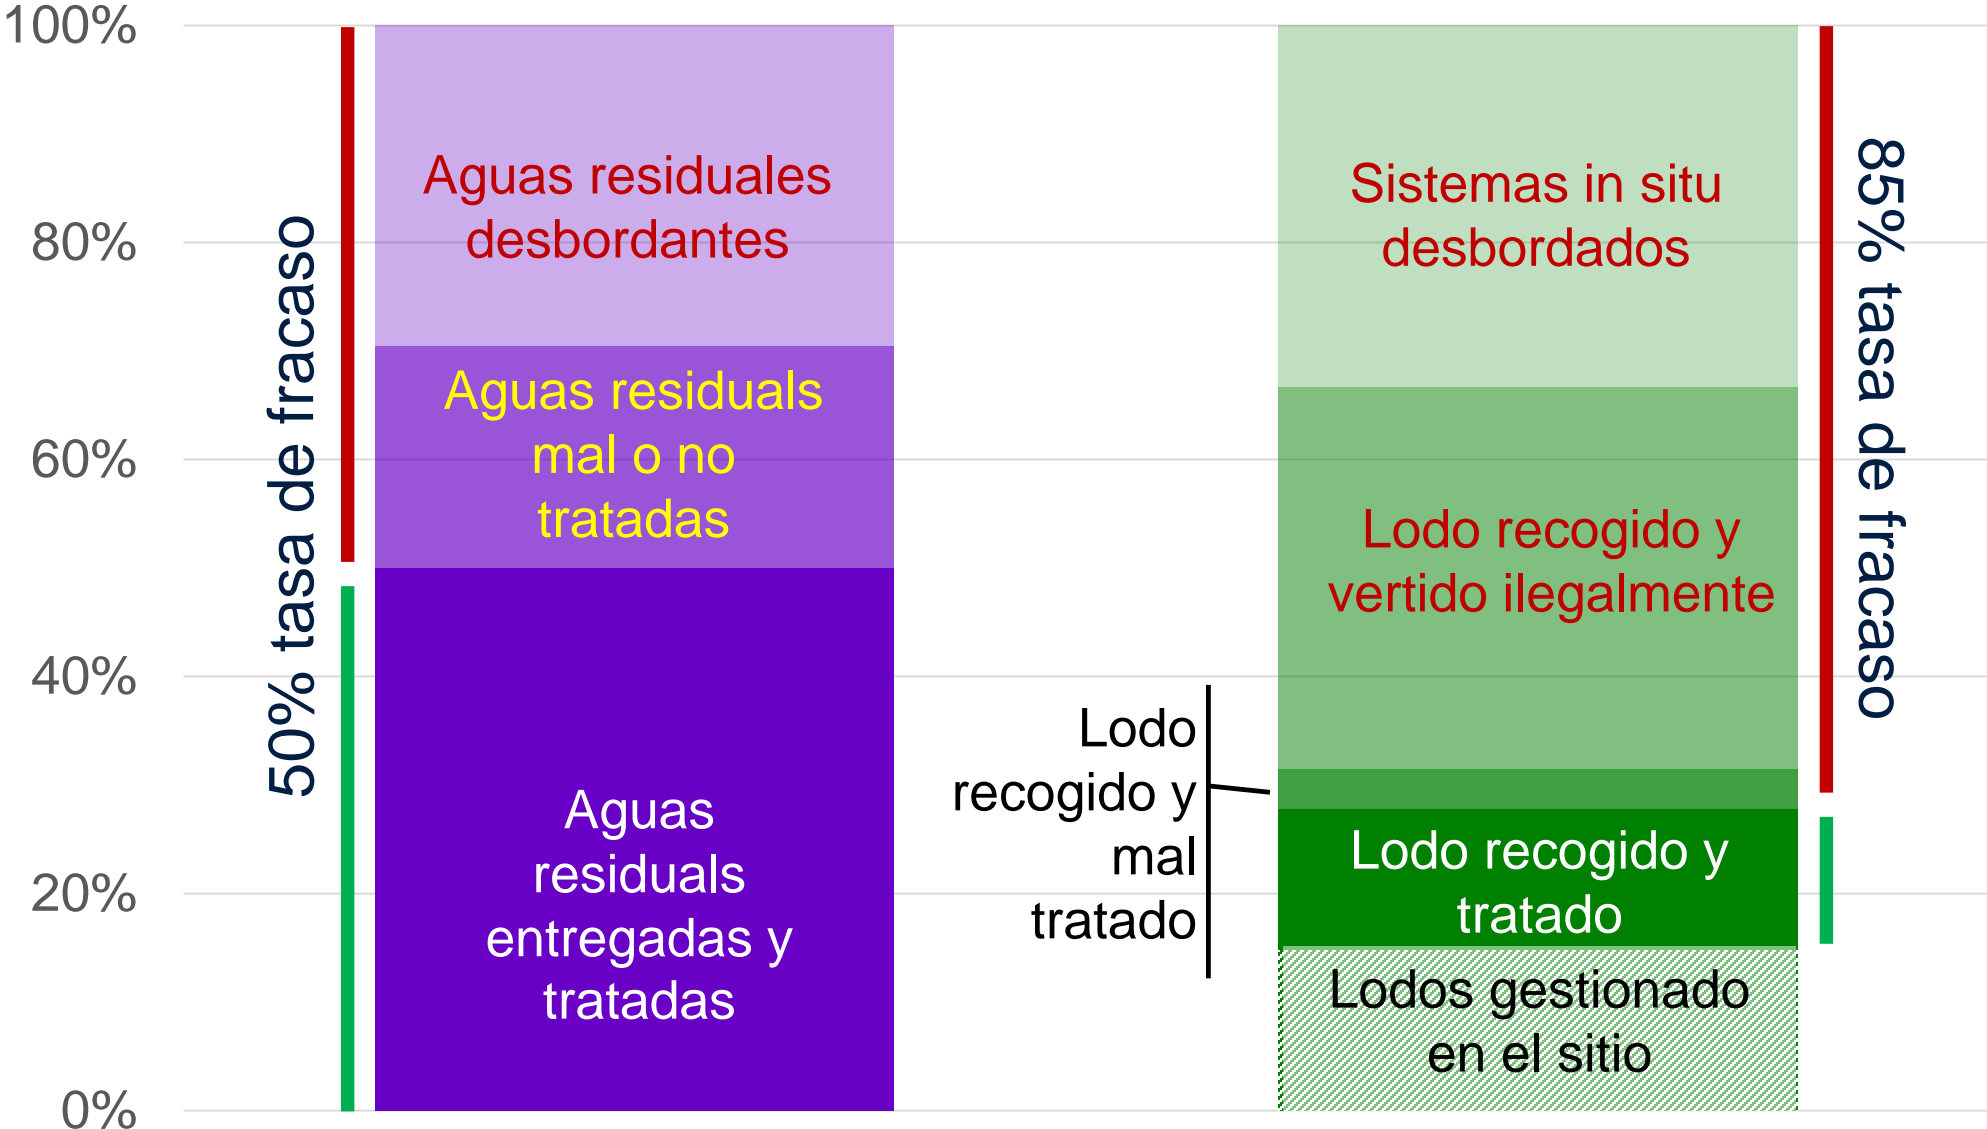 100%
80%
60%
40%
20%
0%
50% tasa de fracaso
Aguas residuales
desbordantes
Aguas residuals
mal o no
tratadas
Aguas
residuals
entregadas y
tratadas
Lodo
recogido y
mal
tratado
Sistemas in situ
desbordados
Lodo recogido y
vertido ilegalmente
Lodo recogido y
tratado
Lodos gestionado
en el sitio
85% tasa de fracaso